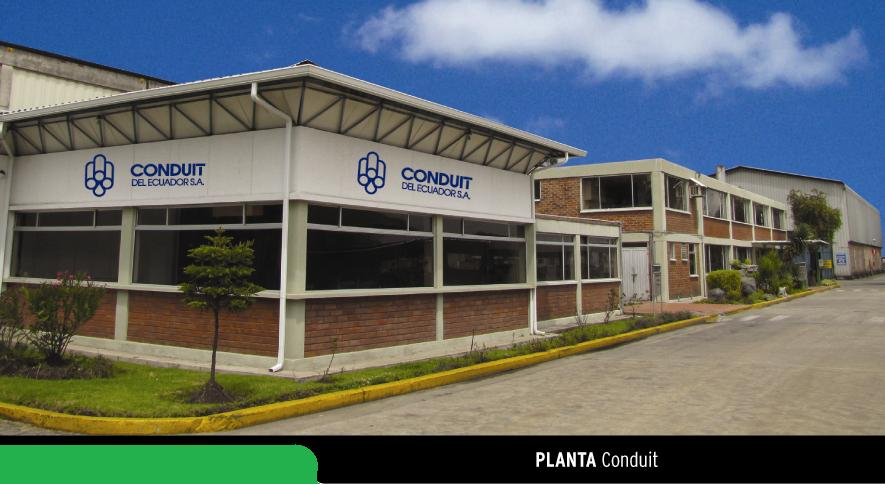 CONDUIT
DEL ECUADOR S.A.
CONDUIT
DEL ECUADOR S.A.
PLANTA Conduit